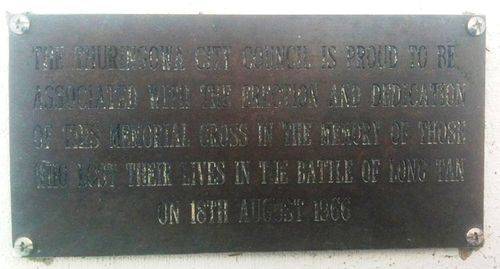 THE THURINGOWA CITY COUNCIL IS PROUD TO BE
ASSOCIATED WITH THE ERECTION AND DEDICATION
OF THIS MEMORIAL CROSS IN THE MEMORY OF THOSE
WHO LOST THEIR LIVES IN THE BATTLE OF LONG TAN
ON 18TH AUGUST 1966